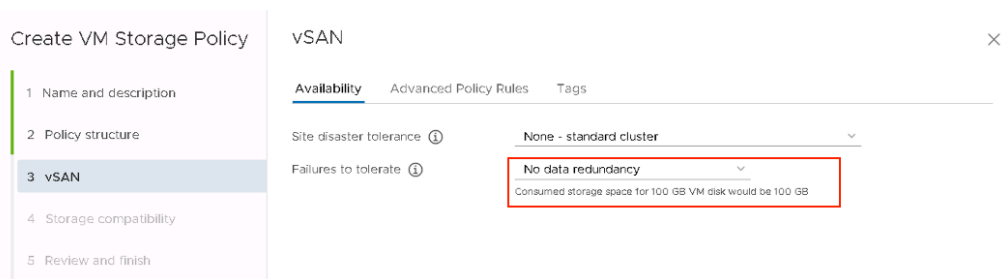 Create VM Storage Policy
1 Name and description
2 Policy structure
3 vSAN
4 Storage compatibility
5 Review and finish
vSAN
Availability Advanced Policy Rules Tags
Site disaster tolerance None - standard cluster
Failures to tolerate No data redundancy
Consumed storage space for 100 GB VM disk would be 100 GB